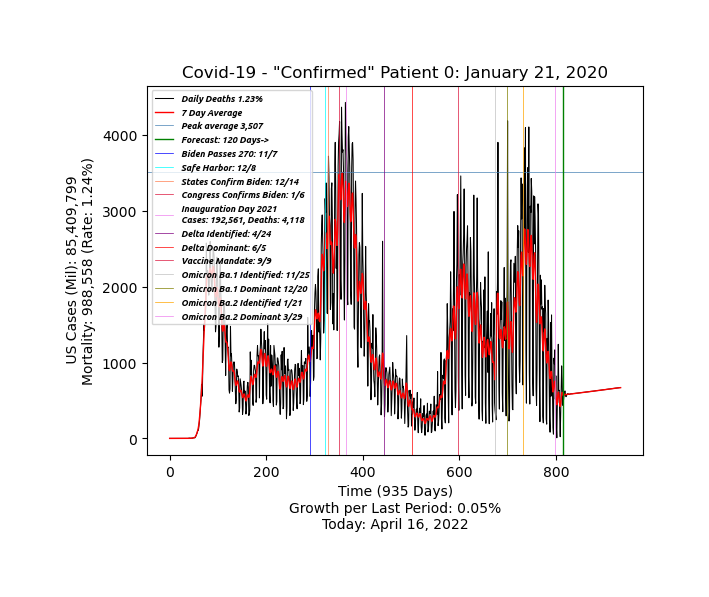 Covid-19 - "Confirmed" Patient 0: January 21, 2020
Daily Deaths 1.23%
7 Day Average
Peak average 3,507
Forecast: 120 Days->
Biden Passes 270: 11/7
Safe Harbor: 12/8
States Confirm Biden: 12/14
Congress Confirms Biden: 1/6
Inauguration Day 2021
Cases: 192,561, Deaths: 4,118
Delta Identified: 4/24
Delta Dominant: 6/5
Vaccine Mandate: 9/9
Omicron Ba.1 Identified: 11/25
Omicron Ba.1 Dominant 12/20
Omicron Ba.2 Identified 1/21
Omicron Ba.2 Dominant 3/29
US Cases (Mil): 85,409,799
Mortality: 988,558 (Rate: 1.24%)
4000
3000
2000
1000
0
0 200 400 600 800
Time (935 Days)
Growth per Last Period: 0.05%
Today: April 16, 2022